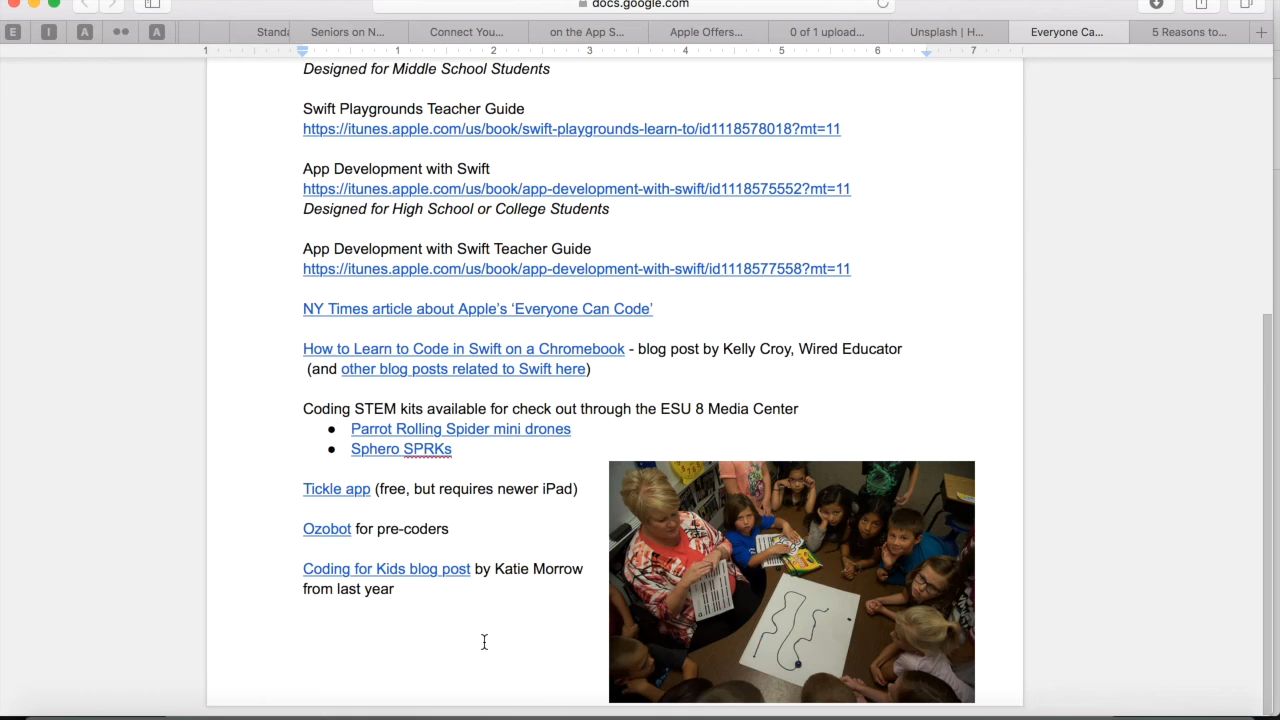 docs.google.com
E I A A Standa Seniors on N... Connect You... on the App S... Apple Offers... 0 of 1 upload... Unsplash | H... Everyone Ca... 5 Reasons to...
1 1 2 3 4 5 6 7
Designed for Middle School Students
Swift Playgrounds Teacher Guide
https://itunes.apple.com/us/book/swift-playgrounds-learn-to/id1118578018?mt=11
App Development with Swift
https://itunes.apple.com/us/book/app-development-with-swift/id1118575552?mt=11
Designed for High School or College Students
App Development with Swift Teacher Guide
https://itunes.apple.com/us/book/app-development-with-swift/id1118577558?mt=11
NY Times article about Apple’s ‘Everyone Can Code’
How to Learn to Code in Swift on a Chromebook - blog post by Kelly Croy, Wired Educator
(and other blog posts related to Swift here)
Coding STEM kits available for check out through the ESU 8 Media Center
● Parrot Rolling Spider mini drones
● Sphero SPRKs
Tickle app (free, but requires newer iPad)
Ozobot for pre-coders
Coding for Kids blog post by Katie Morrow
from last year